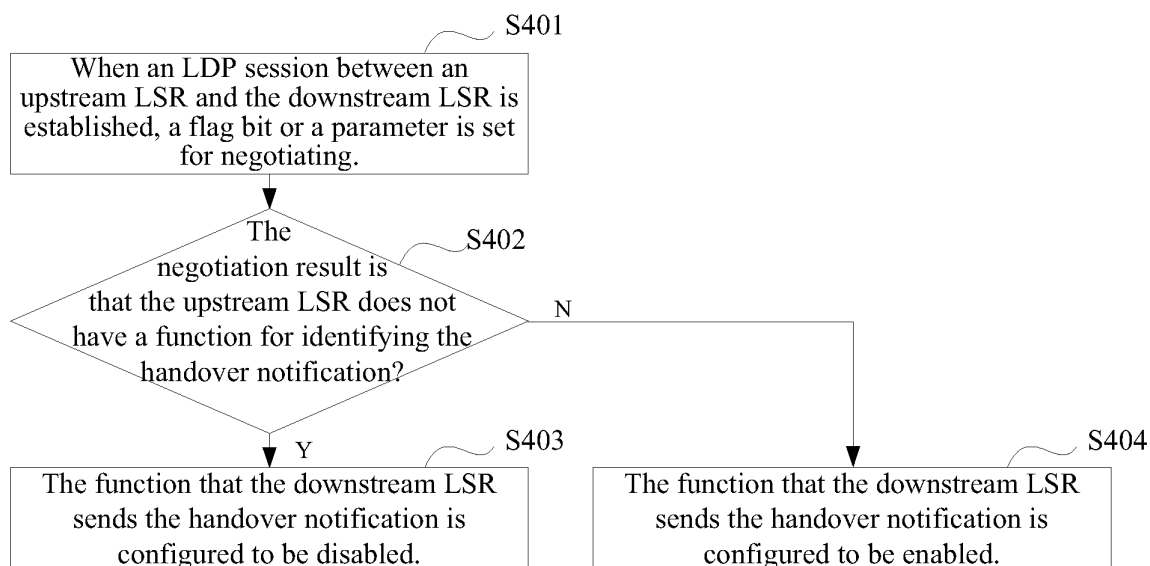 S401
When an LDP session between an
upstream LSR and the downstream LSR is
established, a flag bit or a parameter is set
for negotiating.
The
S402
negotiation result is
that the upstream LSR does not
have a function for identifying the
handover notification?
N
Y
S403
The function that the downstream LSR
sends the handover notification is
configured to be disabled.
S404
The function that the downstream LSR
sends the handover notification is
configured to be enabled.